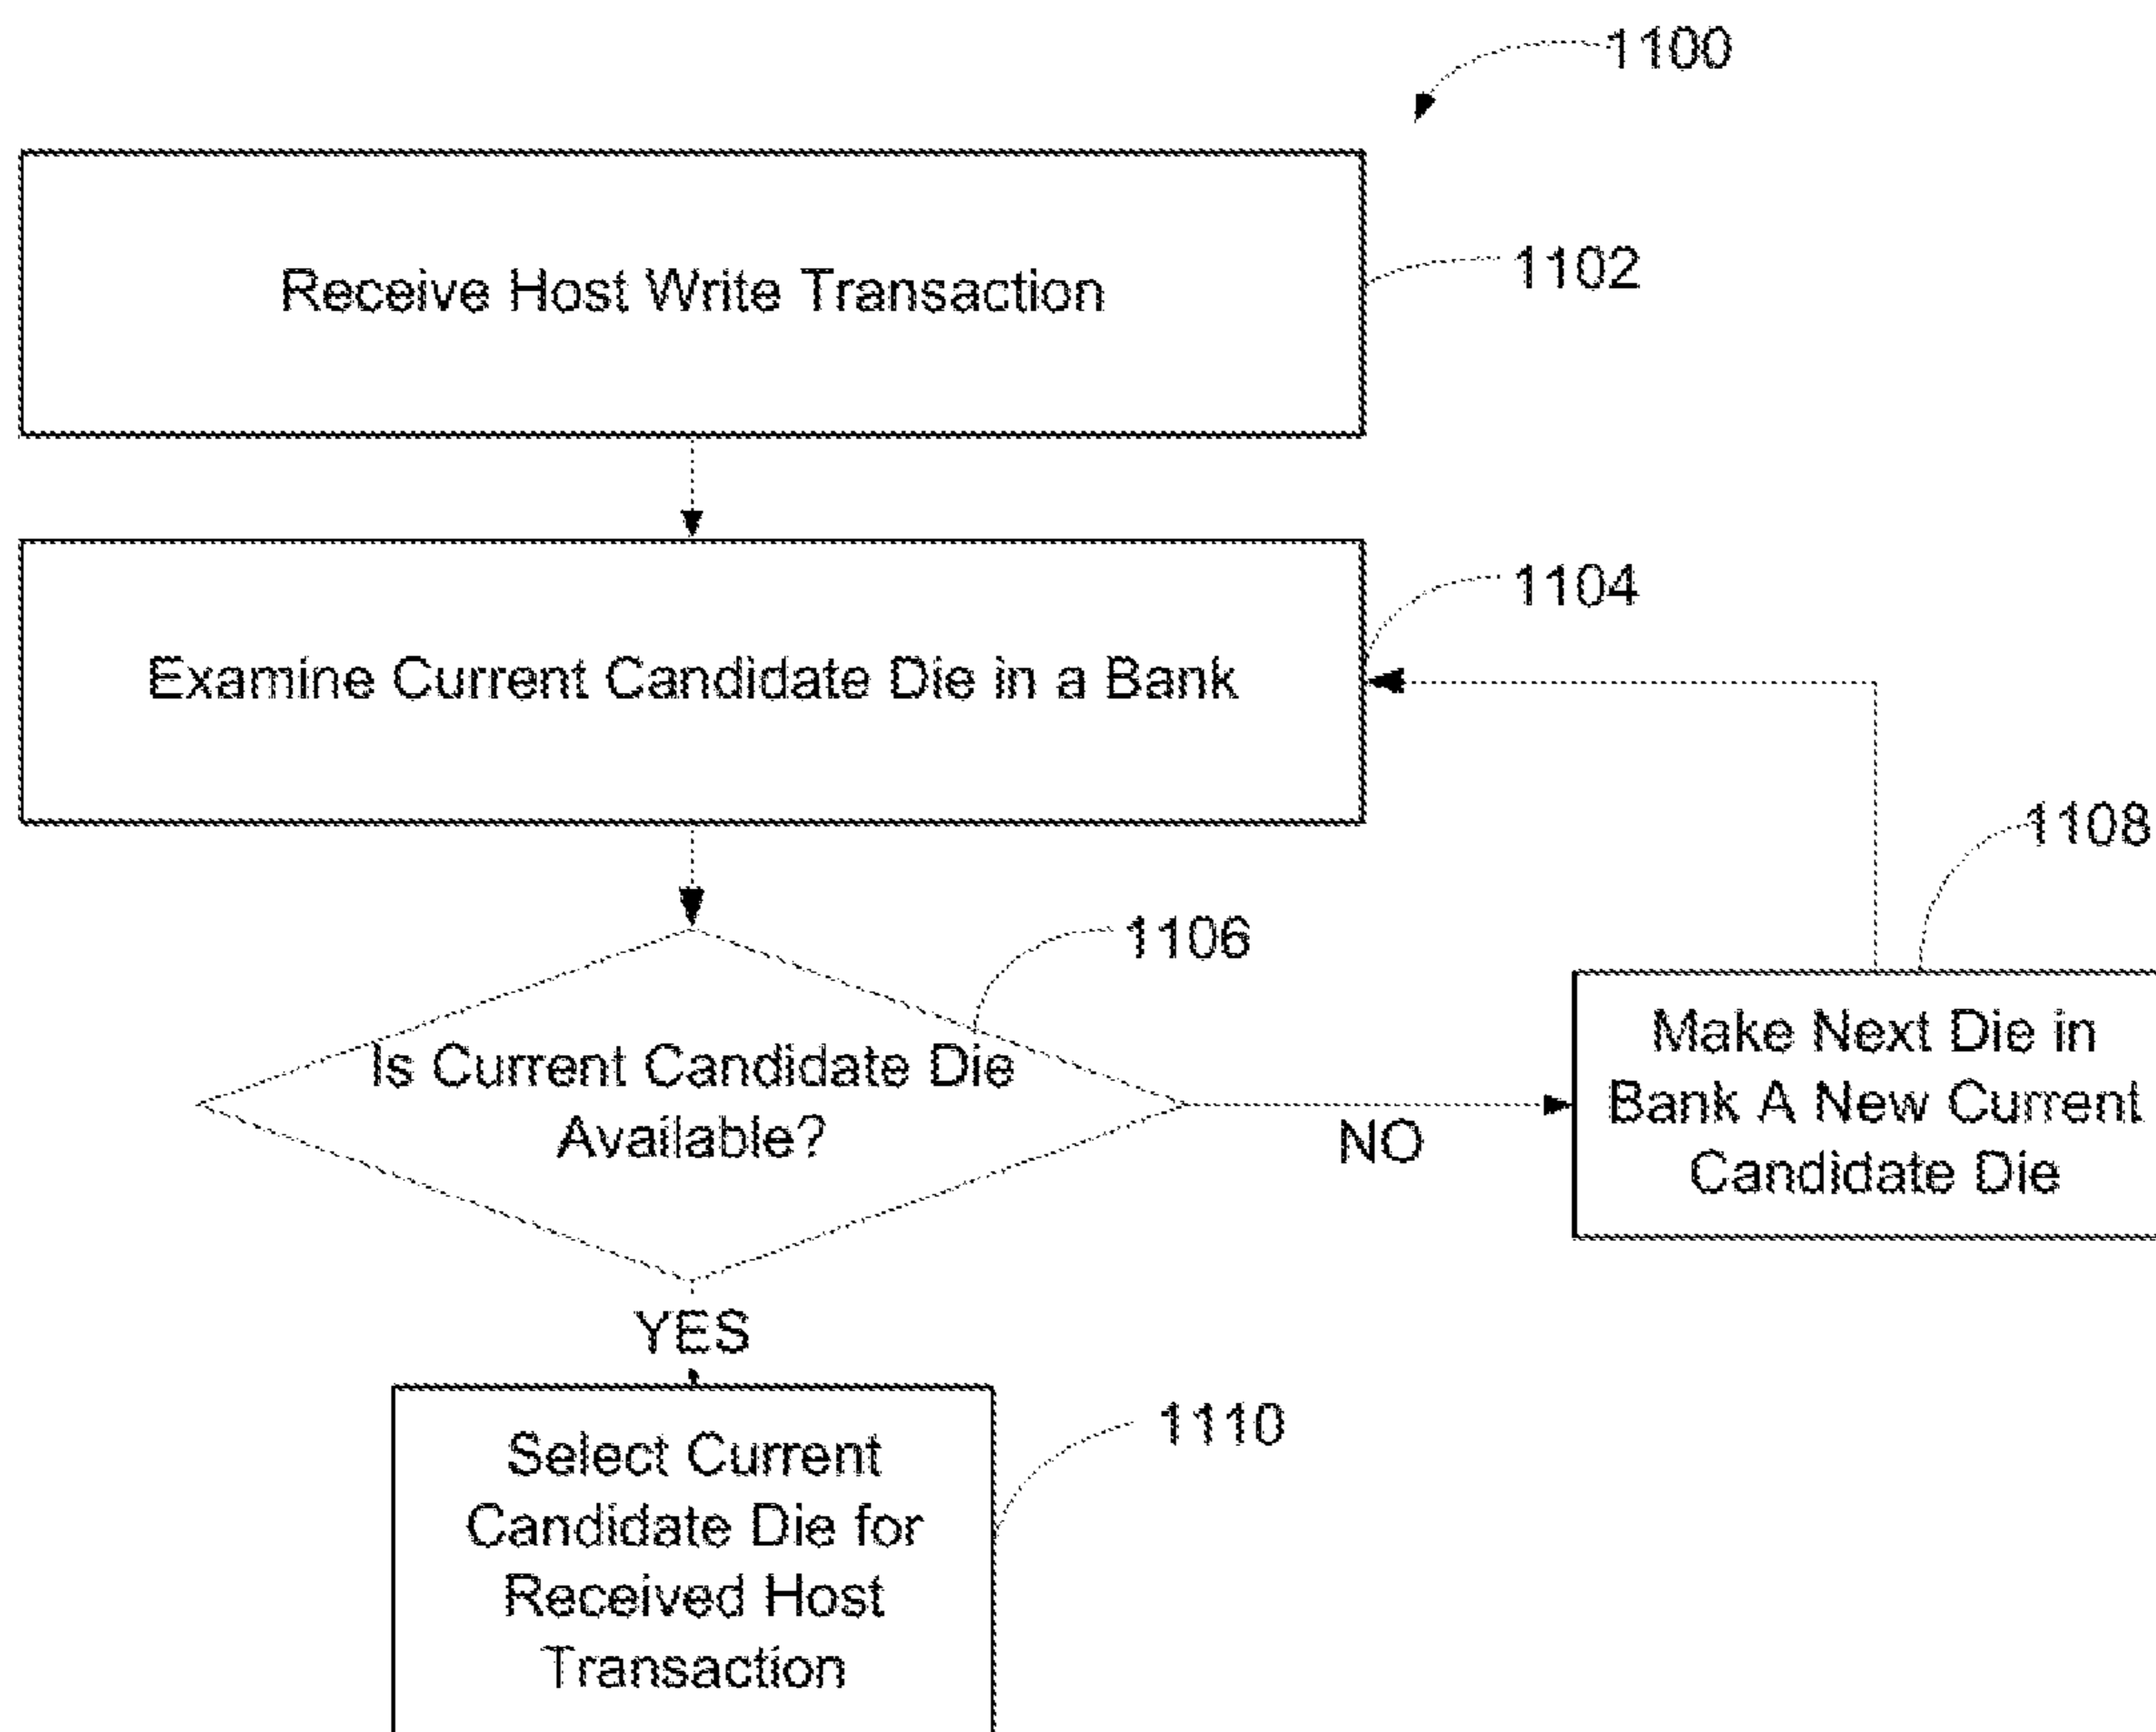 1100
Receive Host Write Transaction
1102
Examine Current Candidate Die in a Bank
1104
1108
1106
Is Current Candidate Die
Available?
NO
Make Next Die in
Bank A New Current
Candidate Die
YES
Select Current
Candidate Die for
Received Host
Transaction
1110